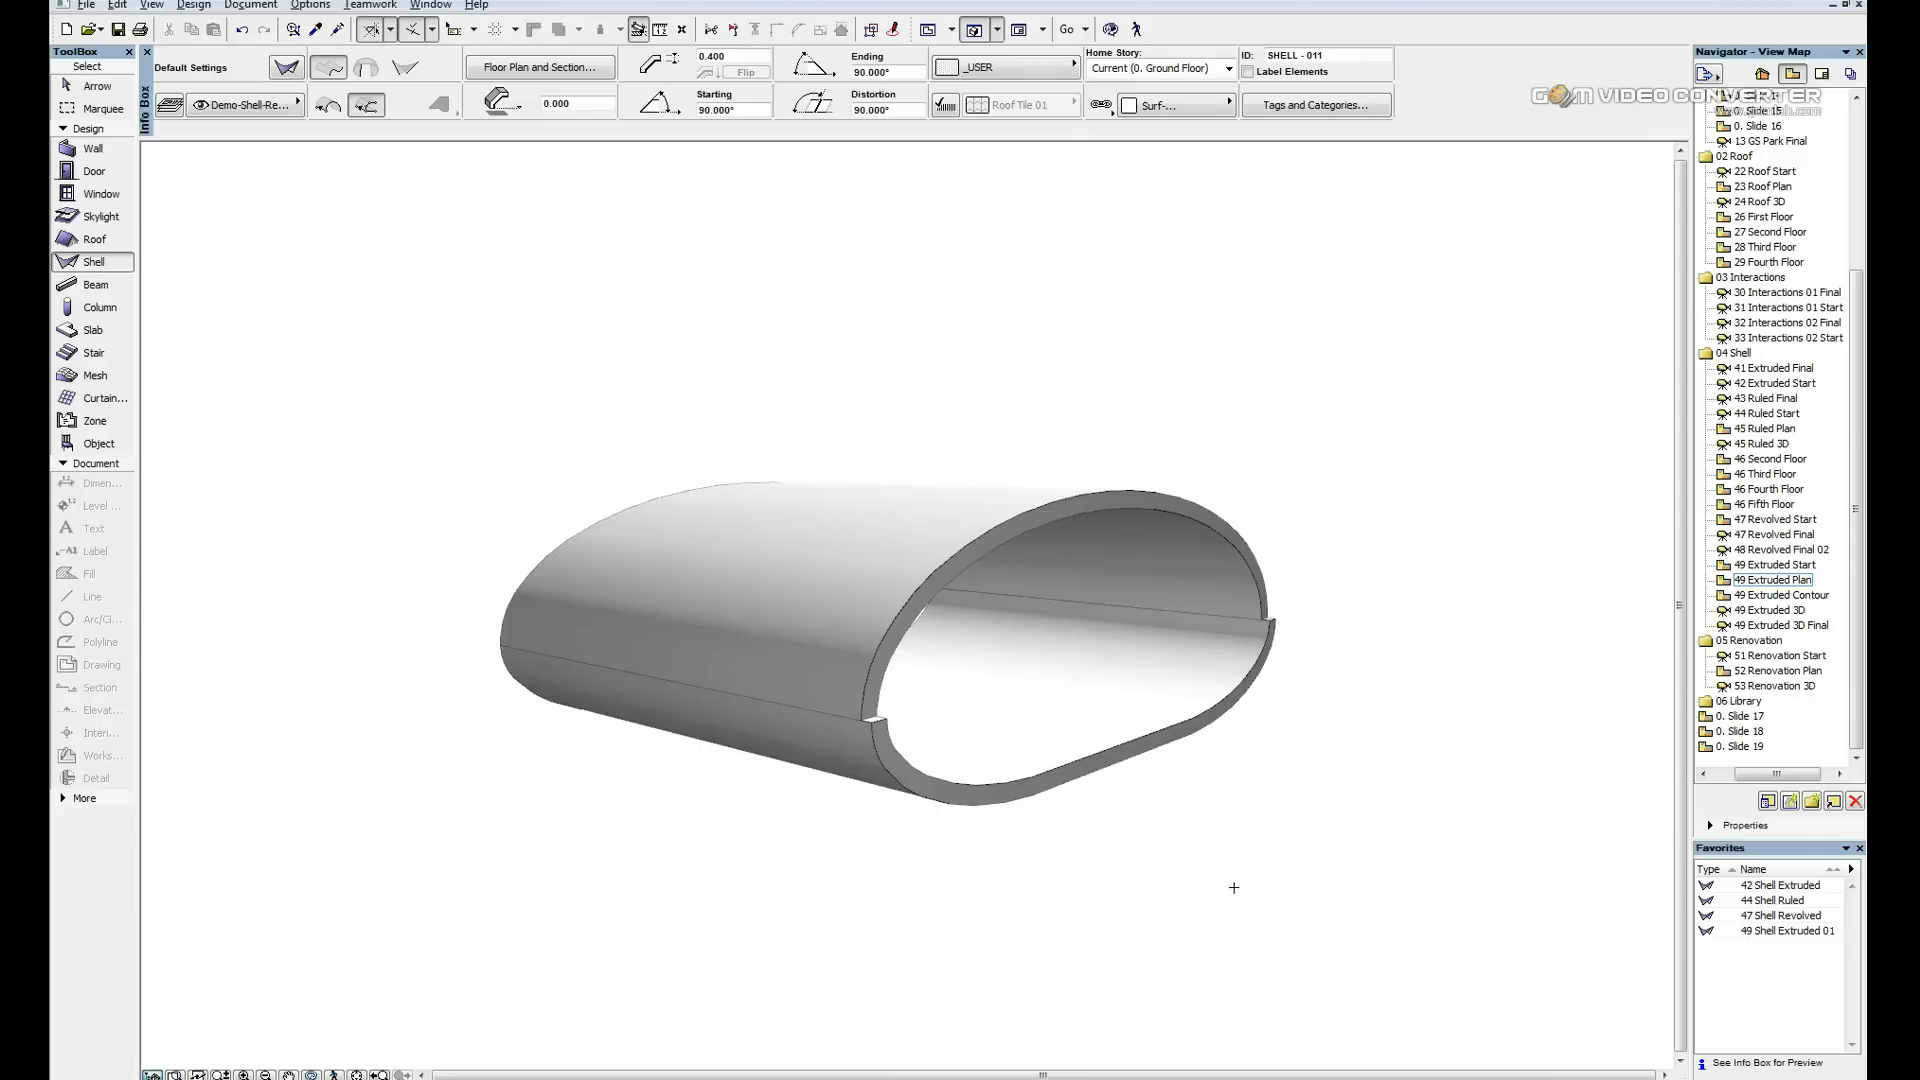 File Edit View Design Document Options Teamwork Window Help
Go
ToolBox
Select
Arrow
Marquee
Design
Wall
Door
Window
Skylight
Roof
Shell
Beam
Column
Slab
Stair
Mesh
Curtain...
Zone
Object
Document
Dimen...
Level ...
Text
Label
Fill
Line
Arc/Ci...
Polyline
Drawing
Section
Elevat...
Interi...
Works...
Detail
More
Info Box
Default Settings
Demo-Shell-Re...
Floor Plan and Section...
0.000
0.400
Flip
Starting
90.000°
Ending
90.000°
Distortion
90.000°
_USER
Roof Tile 01
Home Story:
Current (0. Ground Floor)
Surf-...
ID: SHELL - 011
Label Elements
Tags and Categories...
GOM VIDEO CONVERTER
Navigator - View Map
0. Slide 15
0. Slide 16
13 GS Park Final
02 Roof
22 Roof Start
23 Roof Plan
24 Roof 3D
26 First Floor
27 Second Floor
28 Third Floor
29 Fourth Floor
03 Interactions
30 Interactions 01 Final
31 Interactions 01 Start
32 Interactions 02 Final
33 Interactions 02 Start
04 Shell
41 Extruded Final
42 Extruded Start
43 Ruled Final
44 Ruled Start
45 Ruled Plan
45 Ruled 3D
46 Second Floor
46 Third Floor
46 Fourth Floor
46 Fifth Floor
47 Revolved Start
47 Revolved Final
48 Revolved Final 02
49 Extruded Start
49 Extruded Plan
49 Extruded Contour
49 Extruded 3D
49 Extruded 3D Final
05 Renovation
51 Renovation Start
52 Renovation Plan
53 Renovation 3D
06 Library
0. Slide 17
0. Slide 18
0. Slide 19
Properties
Favorites
Type Name
42 Shell Extruded
44 Shell Ruled
47 Shell Revolved
49 Shell Extruded 01
See Info Box for Preview